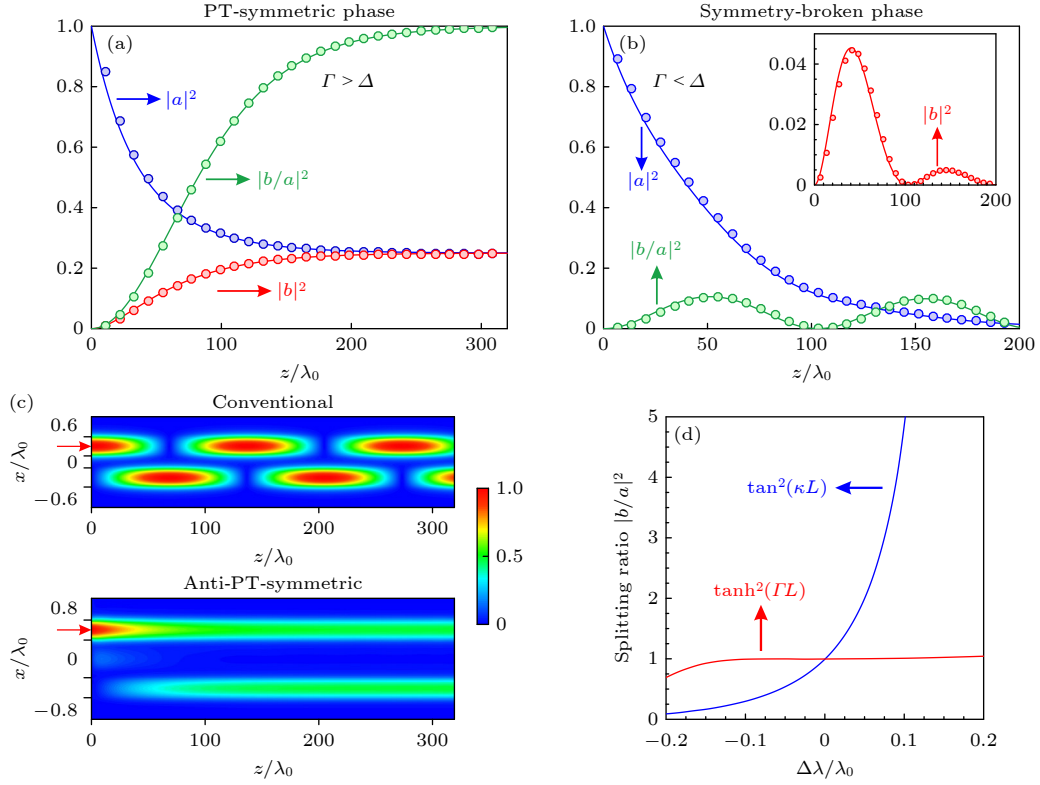 PT-symmetric phase
(a)
Γ > Δ
|a|²
|b/a|²
|b|²
1.0
0.8
0.6
0.4
0.2
0
0
100
200
300
z/λ₀
Symmetry-broken phase
(b)
Γ < Δ
|a|²
|b/a|²
1.0
0.8
0.6
0.4
0.2
0
0
50
100
150
200
z/λ₀
0.04
0.02
0
|b|²
0
100
200
(c)
Conventional
x/λ₀
0.6
0
−0.6
0
100
200
300
z/λ₀
Anti-PT-symmetric
x/λ₀
0.8
0
−0.8
0
100
200
300
z/λ₀
1.0
0.5
0
(d)
Splitting ratio |b/a|²
5
4
3
2
1
0
tan²(κL)
tanh²(ΓL)
−0.2
−0.1
0
0.1
0.2
Δλ/λ₀